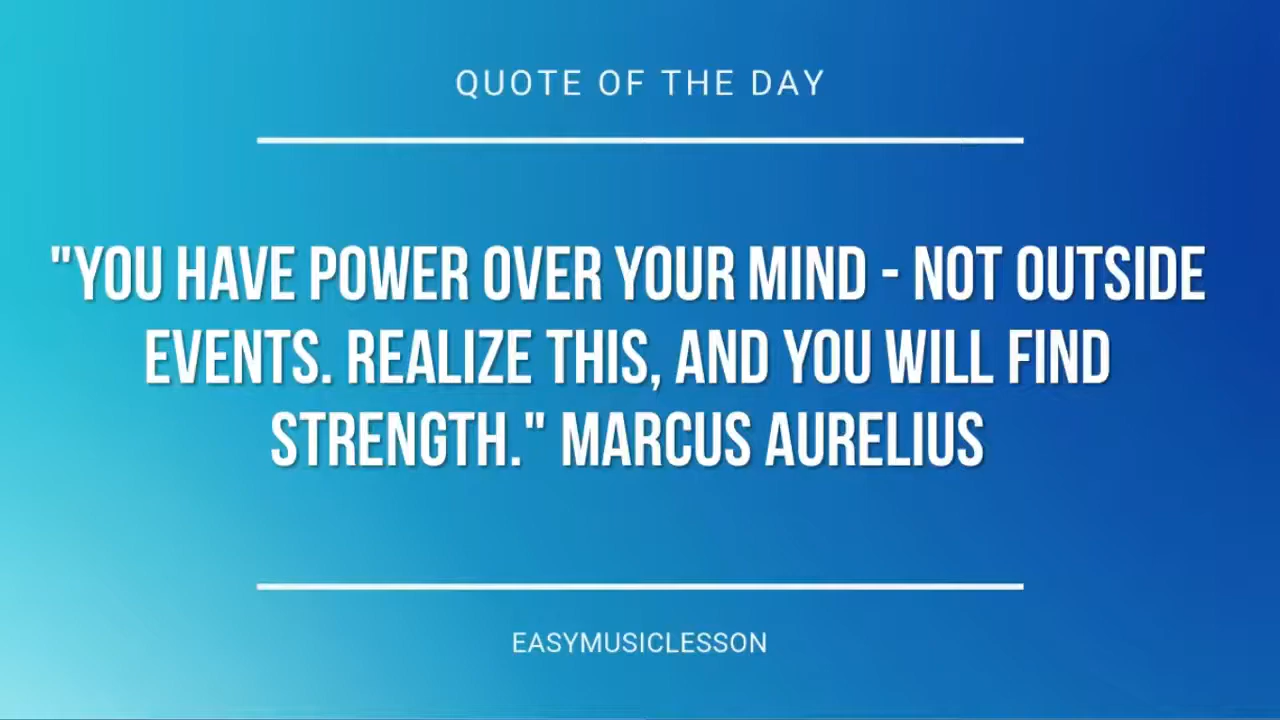 QUOTE OF THE DAY
"YOU HAVE POWER OVER YOUR MIND - NOT OUTSIDE
EVENTS. REALIZE THIS, AND YOU WILL FIND
STRENGTH." MARCUS AURELIUS
EASYMUSICLESSON